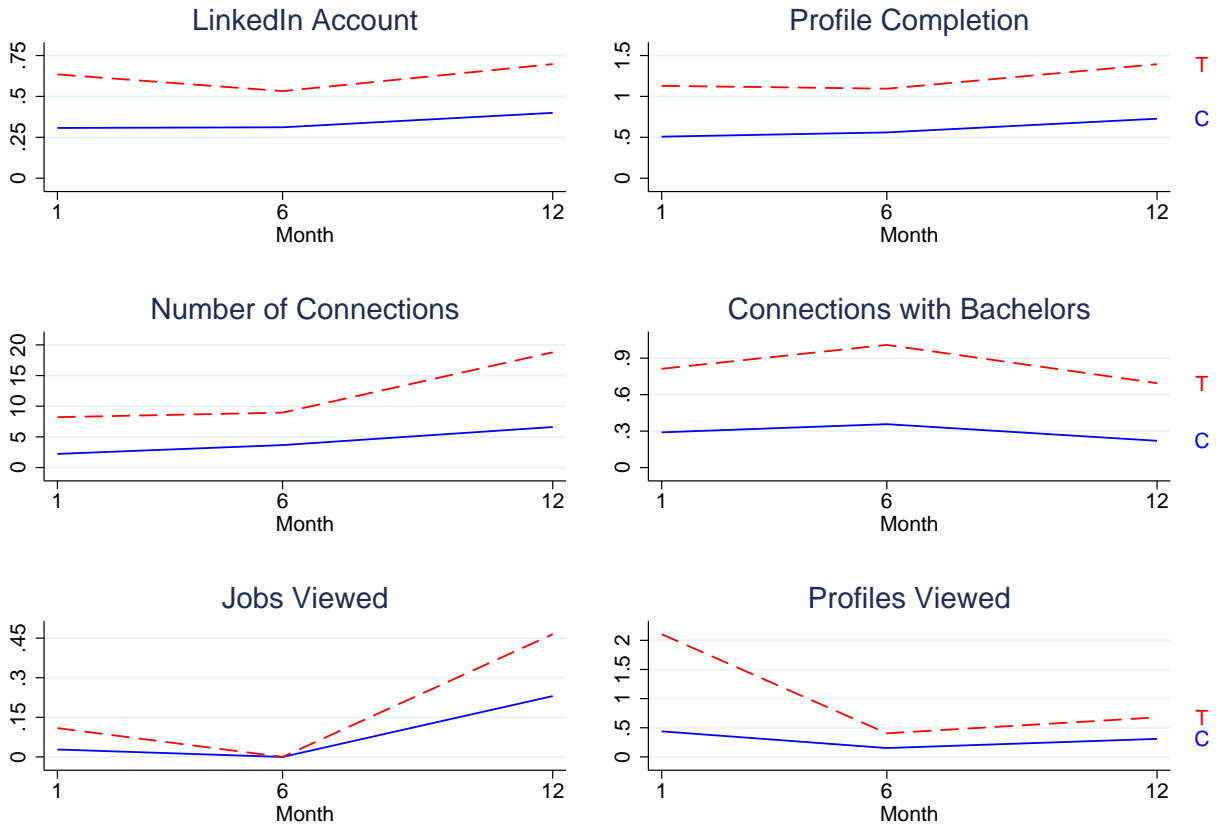 LinkedIn Account
.75
.5
.25
0
1 6 12
Month
Profile Completion
1.5
1
.5
0
1 6 12
Month
T
C
Number of Connections
20
15
10
5
0
1 6 12
Month
Connections with Bachelors
.9
.6
.3
0
1 6 12
Month
T
C
Jobs Viewed
.45
.3
.15
0
1 6 12
Month
Profiles Viewed
2
1.5
1
.5
0
1 6 12
Month
T
C